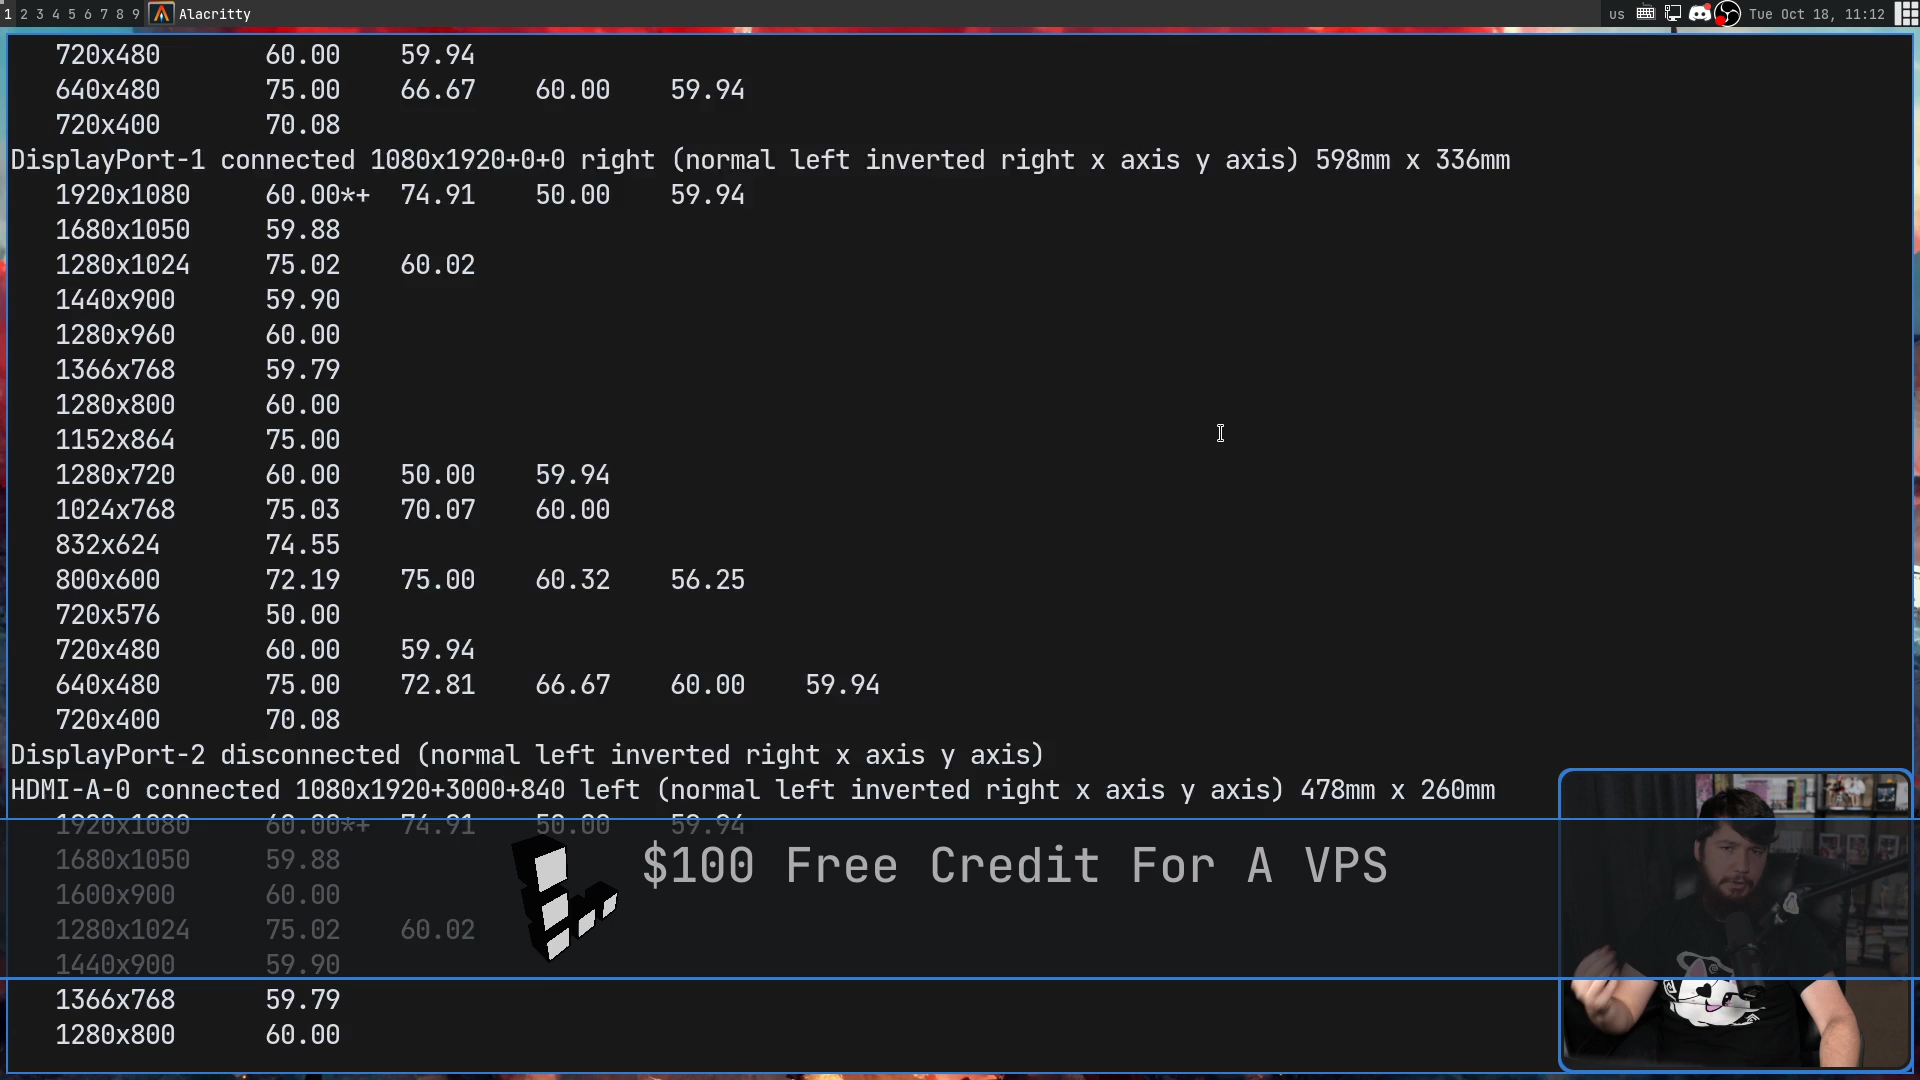 1 2 3 4 5 6 7 8 9 Alacritty us Tue Oct 18, 11:12
720x480 60.00 59.94
640x480 75.00 66.67 60.00 59.94
720x400 70.08
DisplayPort-1 connected 1080x1920+0+0 right (normal left inverted right x axis y axis) 598mm x 336mm
1920x1080 60.00*+ 74.91 50.00 59.94
1680x1050 59.88
1280x1024 75.02 60.02
1440x900 59.90
1280x960 60.00
1366x768 59.79
1280x800 60.00
1152x864 75.00
1280x720 60.00 50.00 59.94
1024x768 75.03 70.07 60.00
832x624 74.55
800x600 72.19 75.00 60.32 56.25
720x576 50.00
720x480 60.00 59.94
640x480 75.00 72.81 66.67 60.00 59.94
720x400 70.08
DisplayPort-2 disconnected (normal left inverted right x axis y axis)
HDMI-A-0 connected 1080x1920+3000+840 left (normal left inverted right x axis y axis) 478mm x 260mm
1920x1080 60.00*+ 74.91 50.00 59.94
1680x1050 59.88
1600x900 60.00
1280x1024 75.02 60.02
1440x900 59.90
1366x768 59.79
1280x800 60.00
$100 Free Credit For A VPS